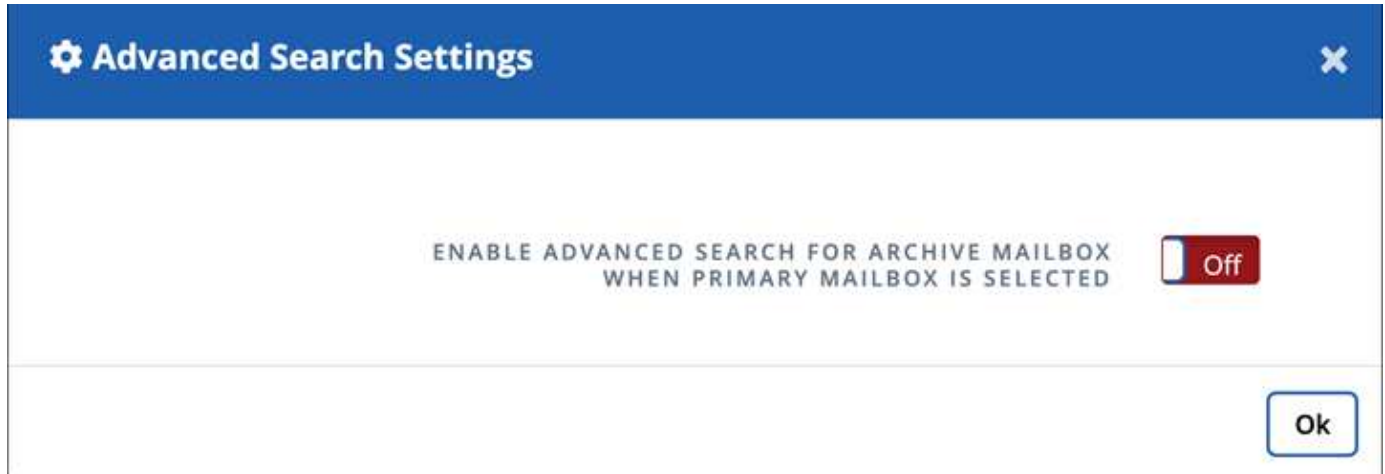 Advanced Search Settings
ENABLE ADVANCED SEARCH FOR ARCHIVE MAILBOX
WHEN PRIMARY MAILBOX IS SELECTED
Off
Ok